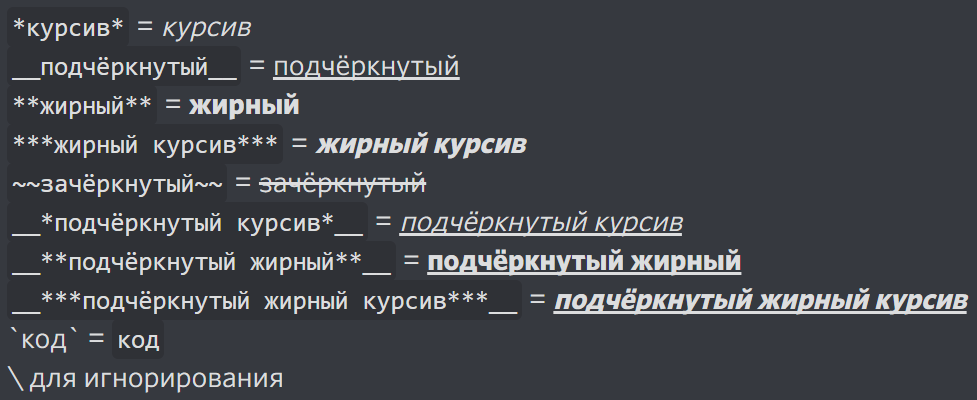 *курсив* = курсив
__подчёркнутый__ = подчёркнутый
**жирный** = жирный
***жирный курсив*** = жирный курсив
~~зачёркнутый~~ = зачёркнутый
__*подчёркнутый курсив*__ = подчёркнутый курсив
__**подчёркнутый жирный**__ = подчёркнутый жирный
__***подчёркнутый жирный курсив***__ = подчёркнутый жирный курсив
`код` = код
\ для игнорирования